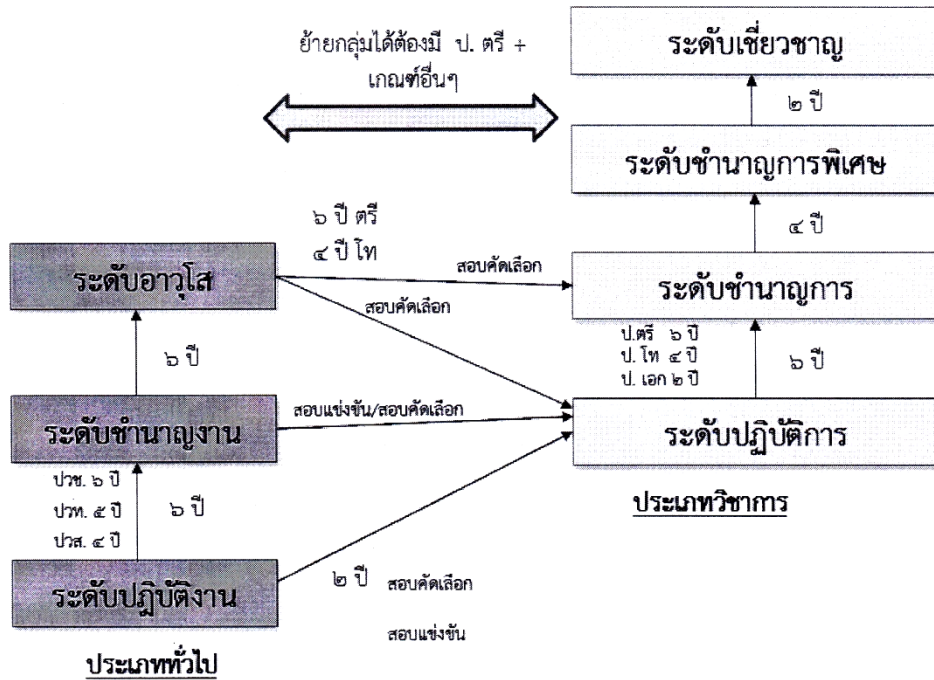 ย้ายกลุ่มได้ต้องมี ป. ตรี +
เกณฑ์อื่นๆ
ระดับเชี่ยวชาญ
๒ ปี
ระดับชำนาญการพิเศษ
๔ ปี
๖ ปี ตรี
๔ ปี โท
ระดับอาวุโส
สอบคัดเลือก
ระดับชำนาญการ
สอบคัดเลือก
๖ ปี
ป.ตรี ๖ ปี
ป. โท ๔ ปี
ป. เอก ๒ ปี
๖ ปี
ระดับชำนาญงาน
สอบแข่งขัน/สอบคัดเลือก
ระดับปฏิบัติการ
ปวช. ๖ ปี
ปวท. ๕ ปี
ปวส. ๔ ปี
๖ ปี
ประเภทวิชาการ
ระดับปฏิบัติงาน
๒ ปี สอบคัดเลือก
สอบแข่งขัน
ประเภททั่วไป